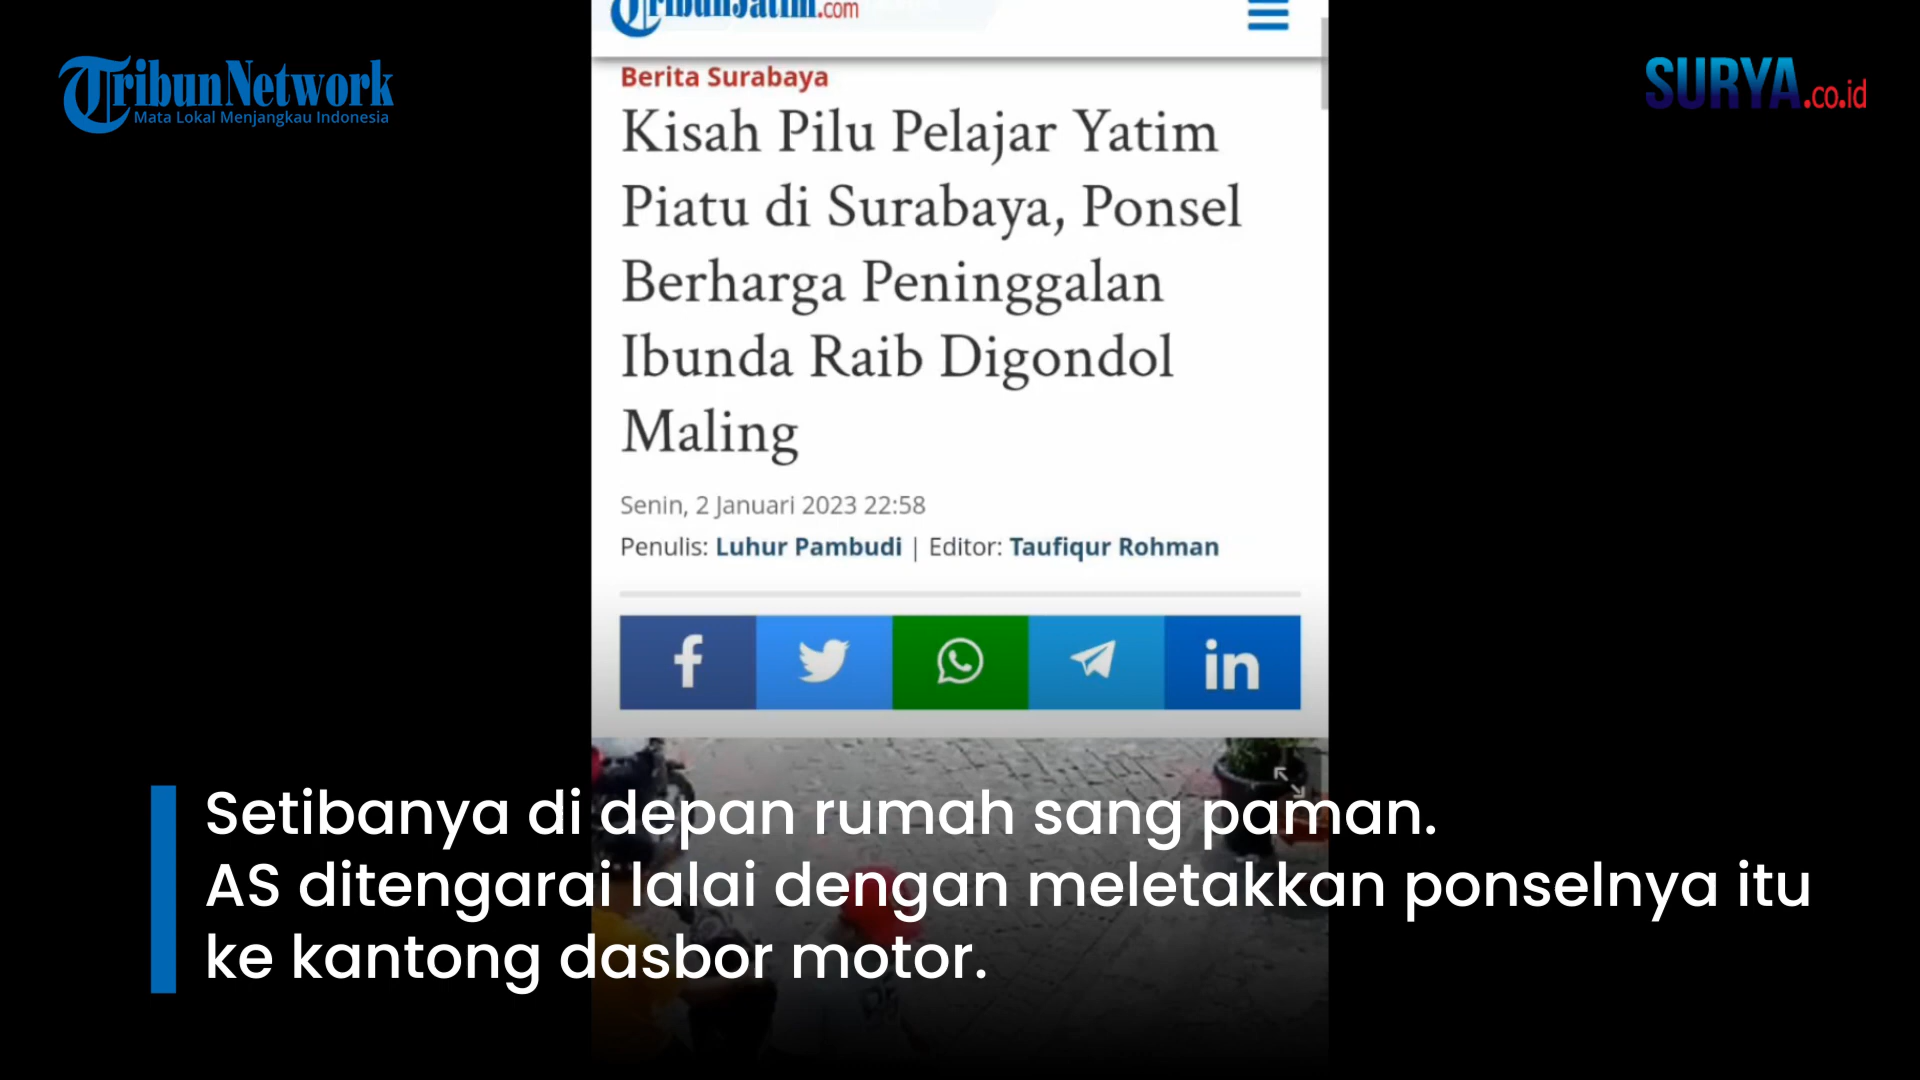 TribunJatim.com
TribunNetwork
Mata Lokal Menjangkau Indonesia
SURYA.co.id
Berita Surabaya
Kisah Pilu Pelajar Yatim
Piatu di Surabaya, Ponsel
Berharga Peninggalan
Ibunda Raib Digondol
Maling
Senin, 2 Januari 2023 22:58
Penulis: Luhur Pambudi | Editor: Taufiqur Rohman
Setibanya di depan rumah sang paman.
AS ditengarai lalai dengan meletakkan ponselnya itu
ke kantong dasbor motor.